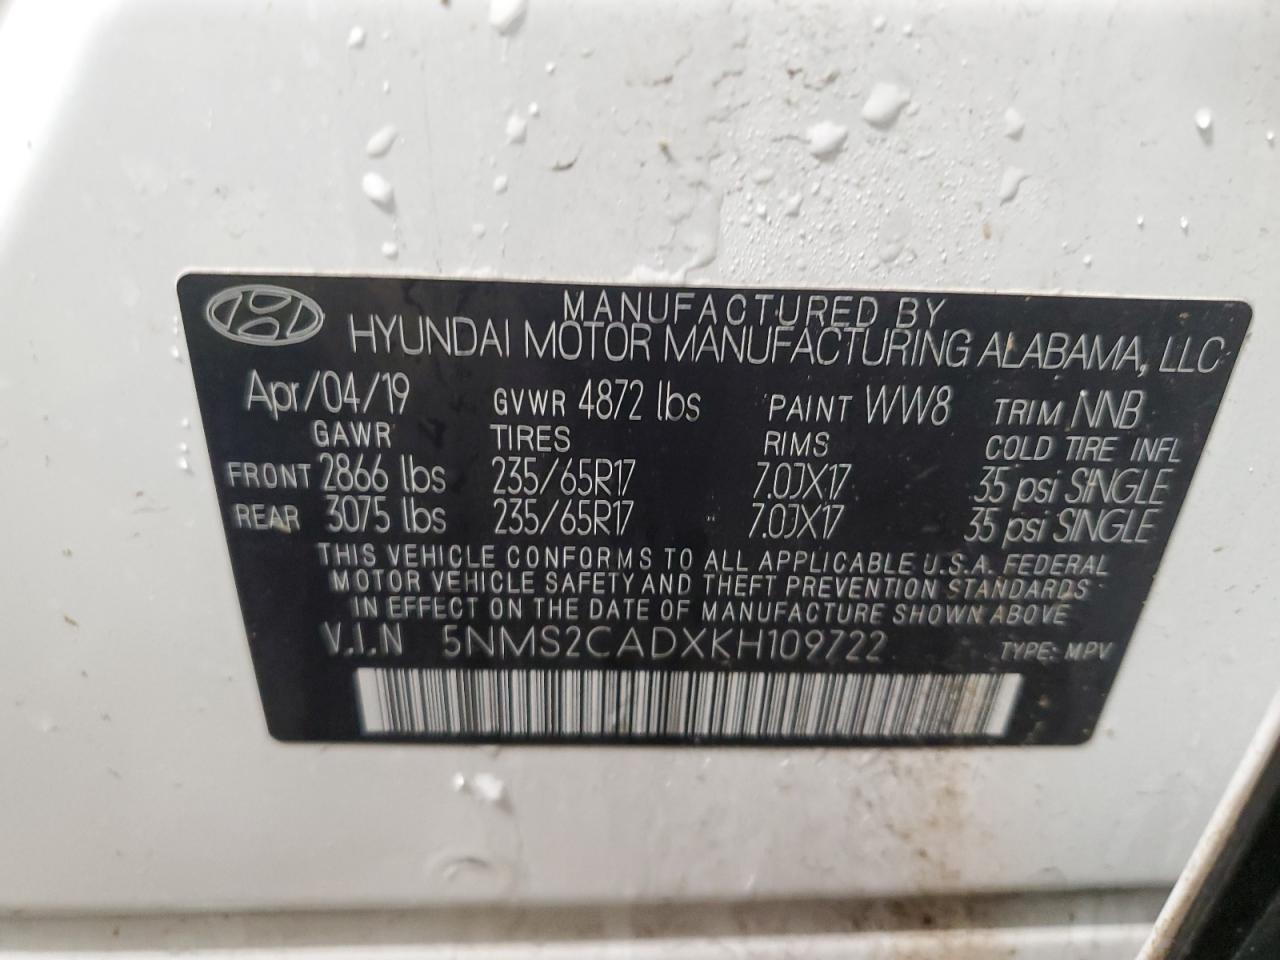 MANUFACTURED BY
HYUNDAI MOTOR MANUFACTURING ALABAMA, LLC
Apr/04/19 GVWR 4872 lbs PAINT WW8 TRIM NNB
GAWR TIRES RIMS COLD TIRE INFL
FRONT 2866 lbs 235/65R17 7.0JX17 35 psi SINGLE
REAR 3075 lbs 235/65R17 7.0JX17 35 psi SINGLE
THIS VEHICLE CONFORMS TO ALL APPLICABLE U.S.A. FEDERAL
MOTOR VEHICLE SAFETY AND THEFT PREVENTION STANDARDS
IN EFFECT ON THE DATE OF MANUFACTURE SHOWN ABOVE
V.I.N 5NMS2CADXKH109722 TYPE: MPV